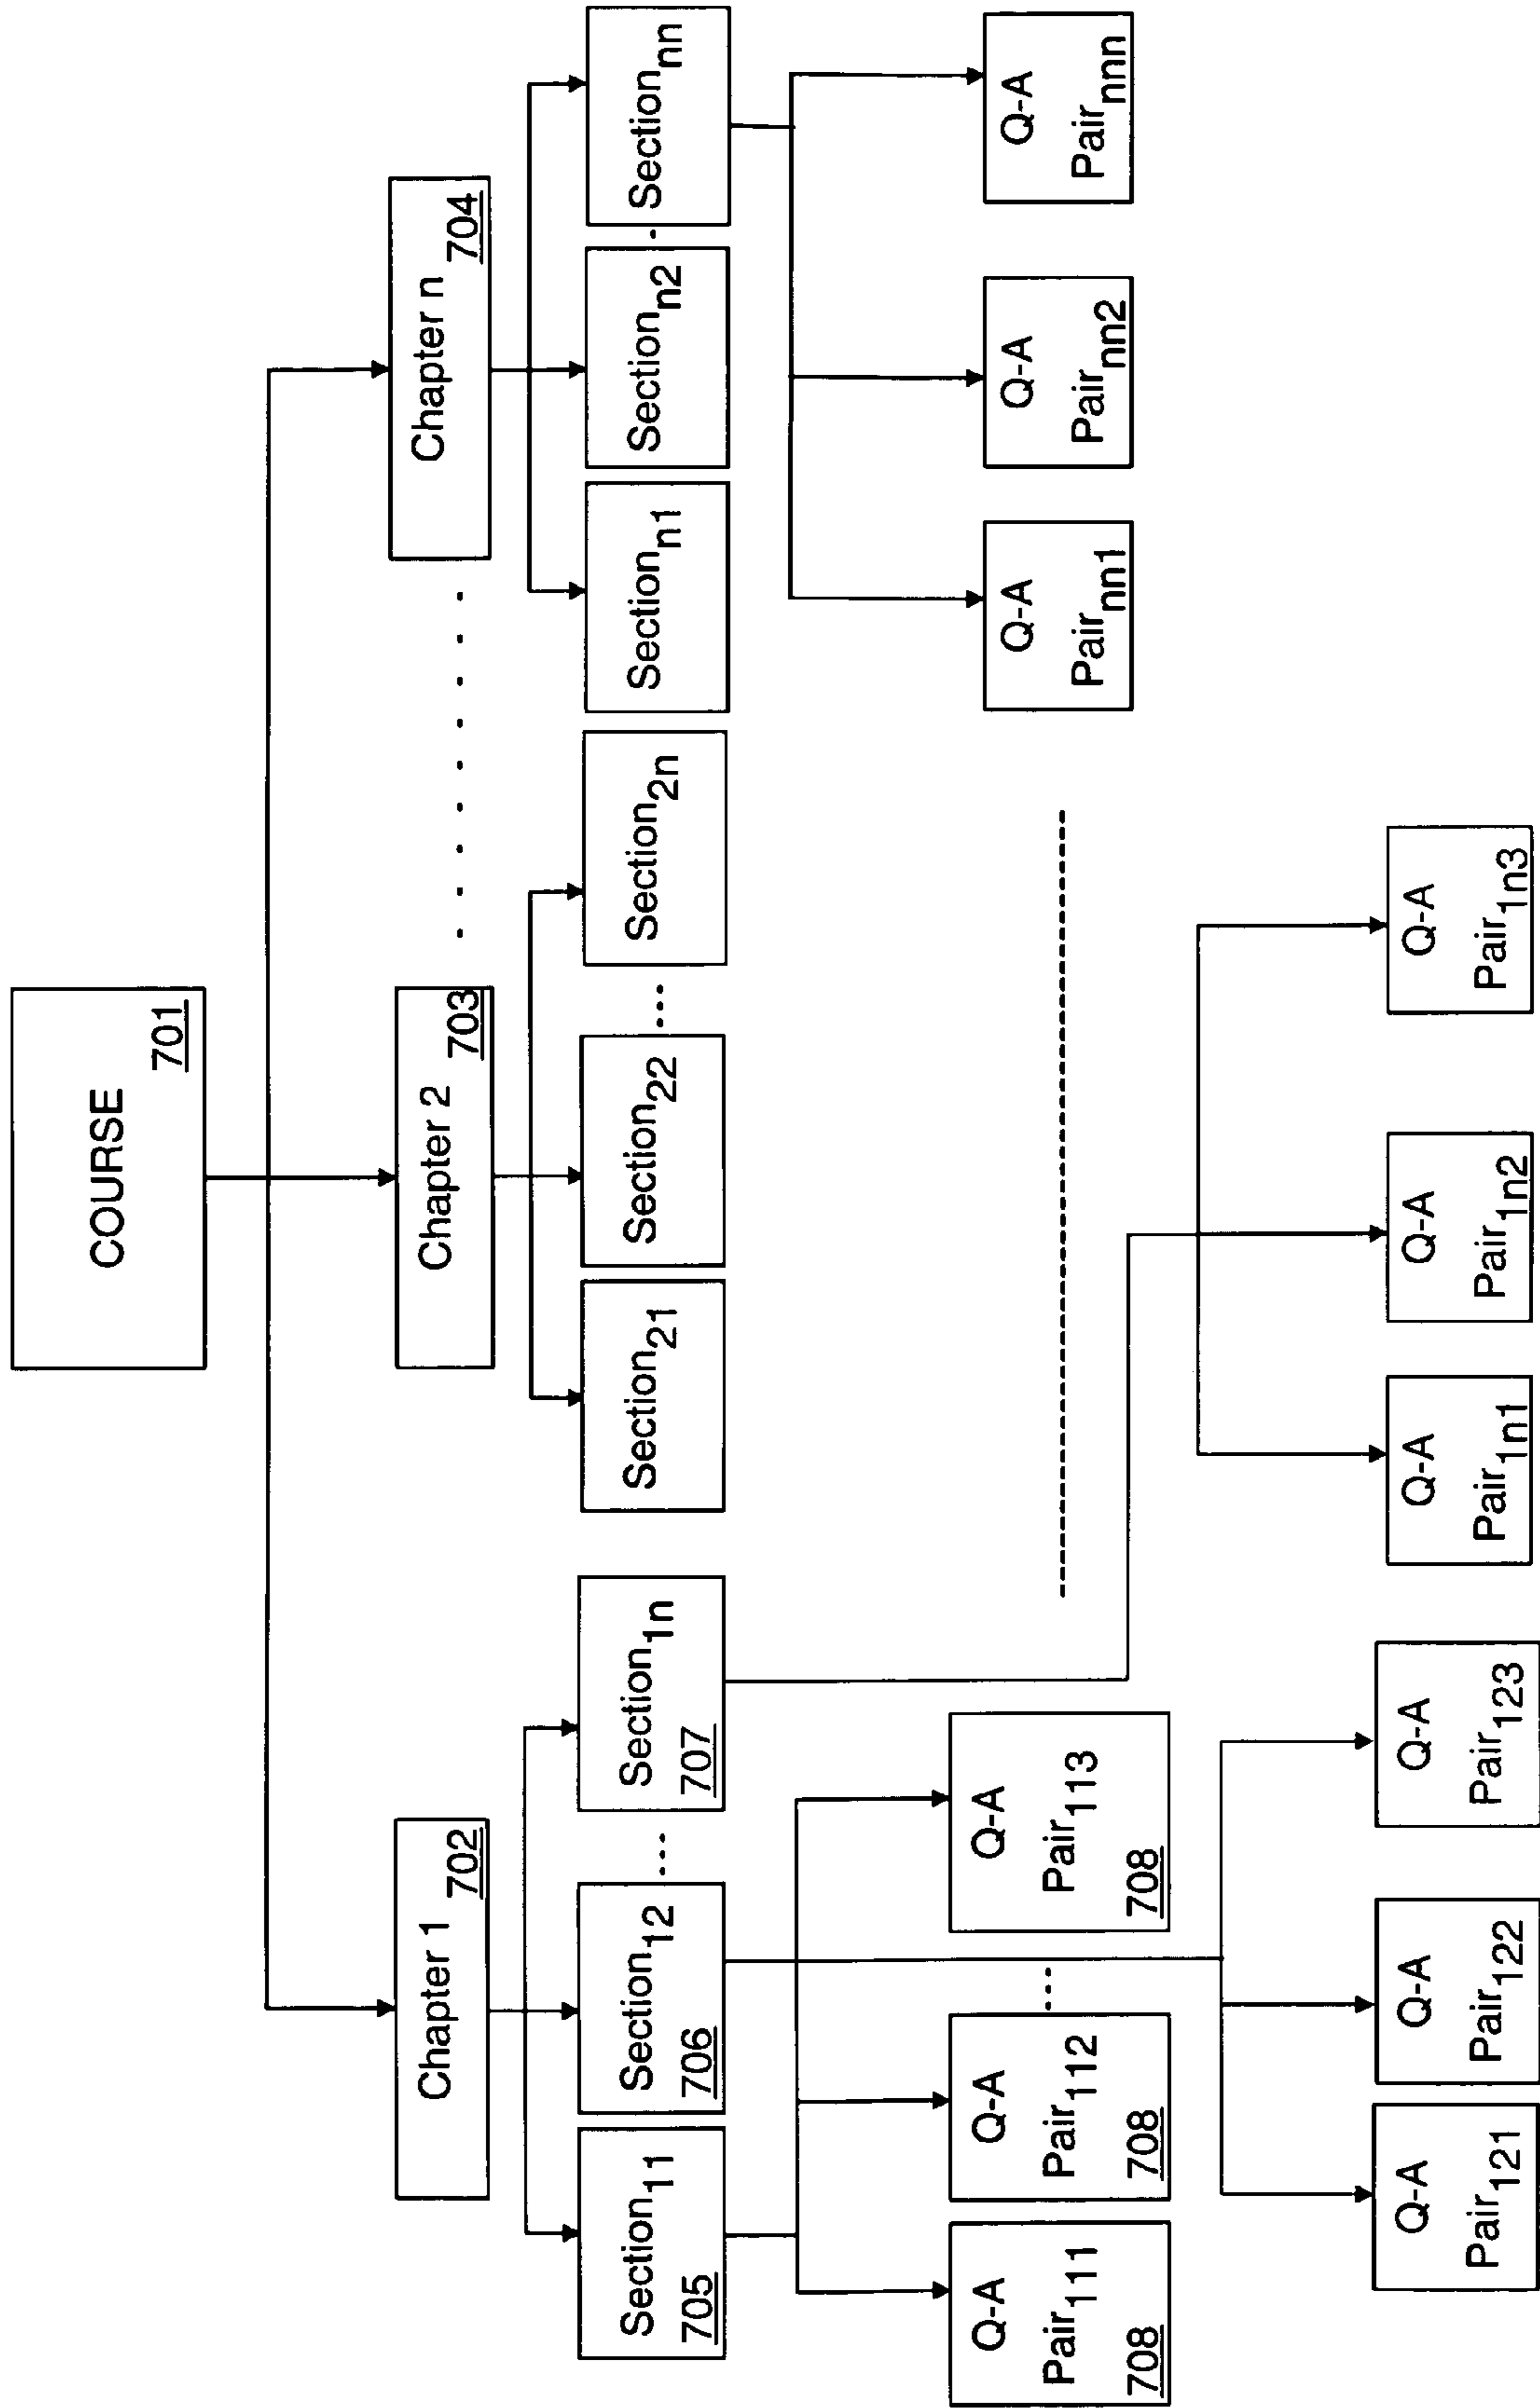 COURSE
701
Chapter 1
702
Chapter 2
703
Chapter n
704
Section11
705
Section12
706
...
Section1n
707
Section21
Section22
...
Section2n
Sectionn1
Sectionn2
Sectionnn
Q-A
Pair111
708
Q-A
Pair112
708
Q-A
Pair113
708
Q-A
Pairnn1
Q-A
Pairnn2
Q-A
Pairnnn
Q-A
Pair121
Q-A
Pair122
Q-A
Pair123
Q-A
Pair1n1
Q-A
Pair1n2
Q-A
Pair1n3